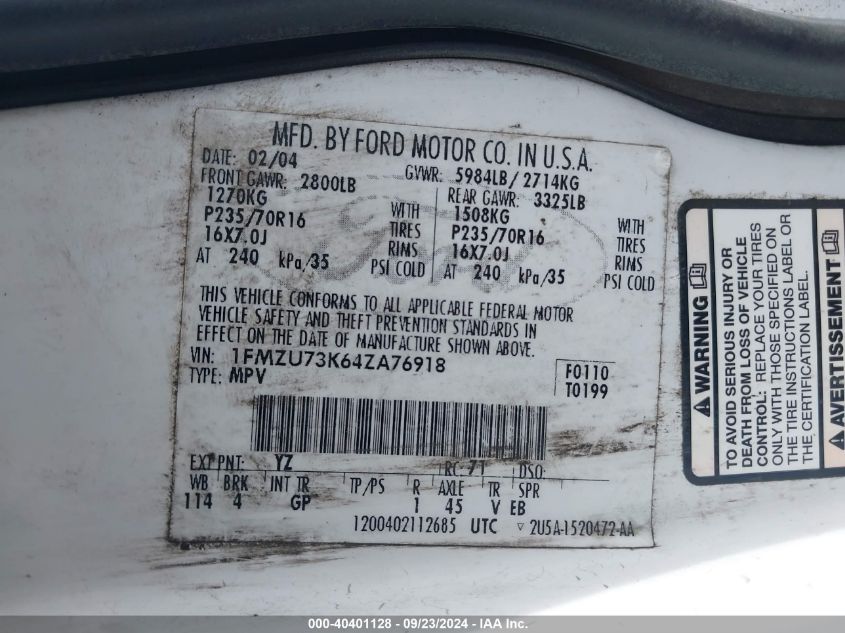 MFD. BY FORD MOTOR CO. IN U.S.A.
DATE: 02/04 GVWR: 5984LB/ 2714KG
FRONT GAWR: 2800LB REAR GAWR: 3325LB
1270KG WITH 1508KG WITH
P235/70R16 TIRES P235/70R16 TIRES
16X7.0J RIMS 16X7.0J RIMS
AT 240 kPa/35 PSI COLD AT 240 kPa/35 PSI COLD
THIS VEHICLE CONFORMS TO ALL APPLICABLE FEDERAL MOTOR
VEHICLE SAFETY AND THEFT PREVENTION STANDARDS IN
EFFECT ON THE DATE OF MANUFACTURE SHOWN ABOVE.
VIN: 1FMZU73K64ZA76918 F0110
TYPE: MPV T0199
EXT PNT: YZ RC: 71 DSO:
WB BRK INT TR TP/PS R AXLE TR SPR
114 4 GP 1 45 V EB
1200402112685 UTC ▽ 2U5A-1520472-AA
Ford
WARNING
TO AVOID SERIOUS INJURY OR
DEATH FROM LOSS OF VEHICLE
CONTROL: REPLACE YOUR TIRES
ONLY WITH THOSE SPECIFIED ON
THE TIRE INSTRUCTIONS LABEL OR
THE CERTIFICATION LABEL.
AVERTISSEMENT
000-40401128 - 09/23/2024 - IAA Inc.